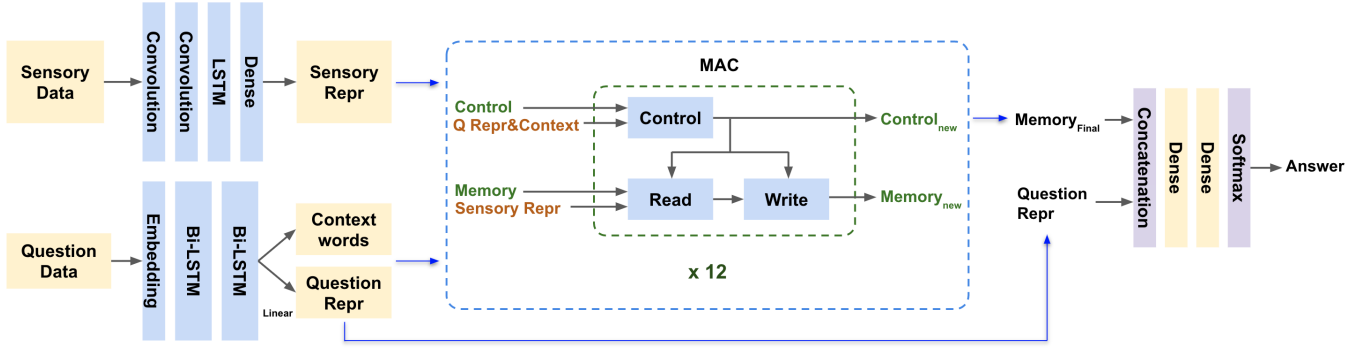 Sensory
Data
Convolution
Convolution
LSTM
Dense
Sensory
Repr
Question
Data
Embedding
Bi-LSTM
Bi-LSTM
Linear
Context
words
Question
Repr
MAC
Control
Q Repr&Context
Control
Control new
Memory
Sensory Repr
Read
Write
Memory new
x 12
Memory Final
Question
Repr
Concatenation
Dense
Dense
Softmax
Answer